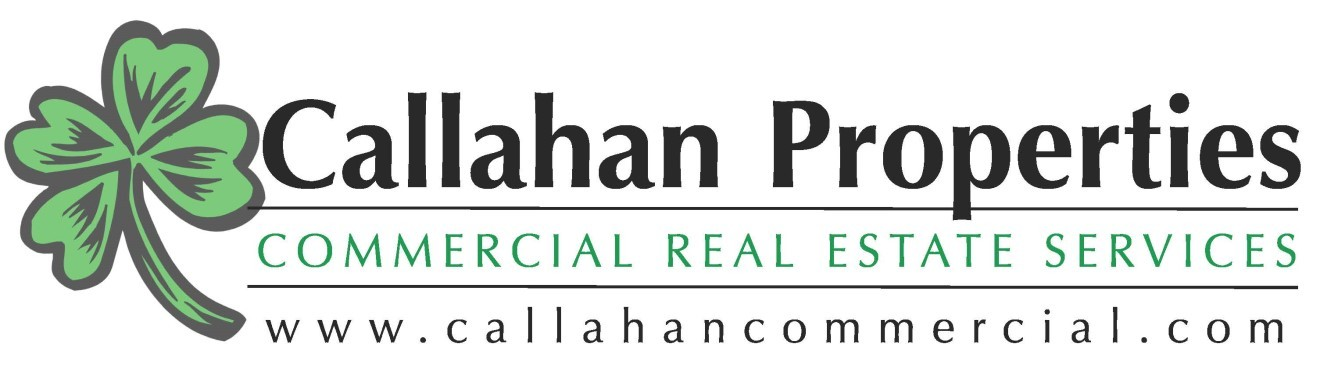 Callahan Properties
COMMERCIAL REAL ESTATE SERVICES
www.callahancommercial.com